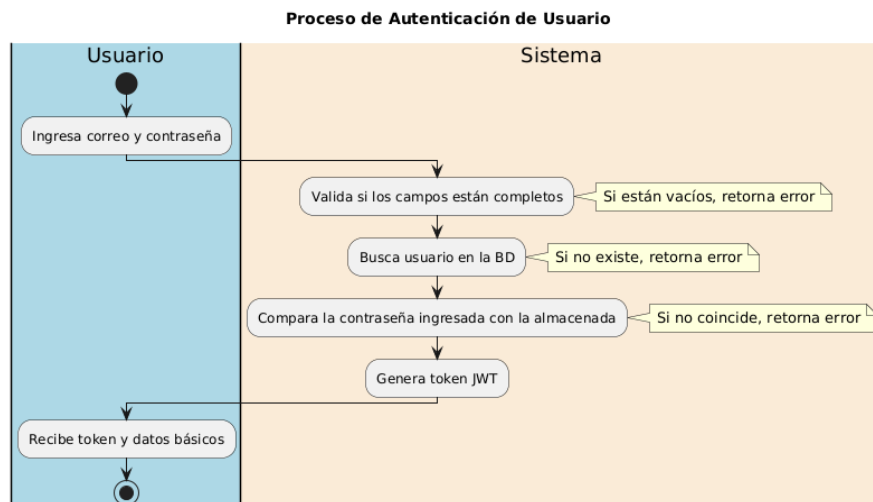 Proceso de Autenticación de Usuario
Usuario
Sistema
Ingresa correo y contraseña
Valida si los campos están completos
Si están vacíos, retorna error
Busca usuario en la BD
Si no existe, retorna error
Compara la contraseña ingresada con la almacenada
Si no coincide, retorna error
Genera token JWT
Recibe token y datos básicos